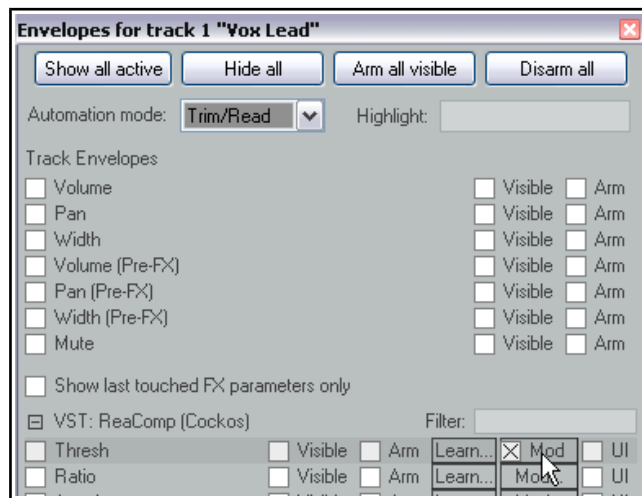 Envelopes for track 1 "Vox Lead"
Show all active Hide all Arm all visible Disarm all
Automation mode: Trim/Read Highlight:
Track Envelopes
Volume Visible Arm
Pan Visible Arm
Width Visible Arm
Volume (Pre-FX) Visible Arm
Pan (Pre-FX) Visible Arm
Width (Pre-FX) Visible Arm
Mute Visible Arm
Show last touched FX parameters only
VST: ReaComp (Cockos) Filter:
Thresh Visible Arm Learn... Mod UI
Ratio Visible Arm Learn... Mod... UI